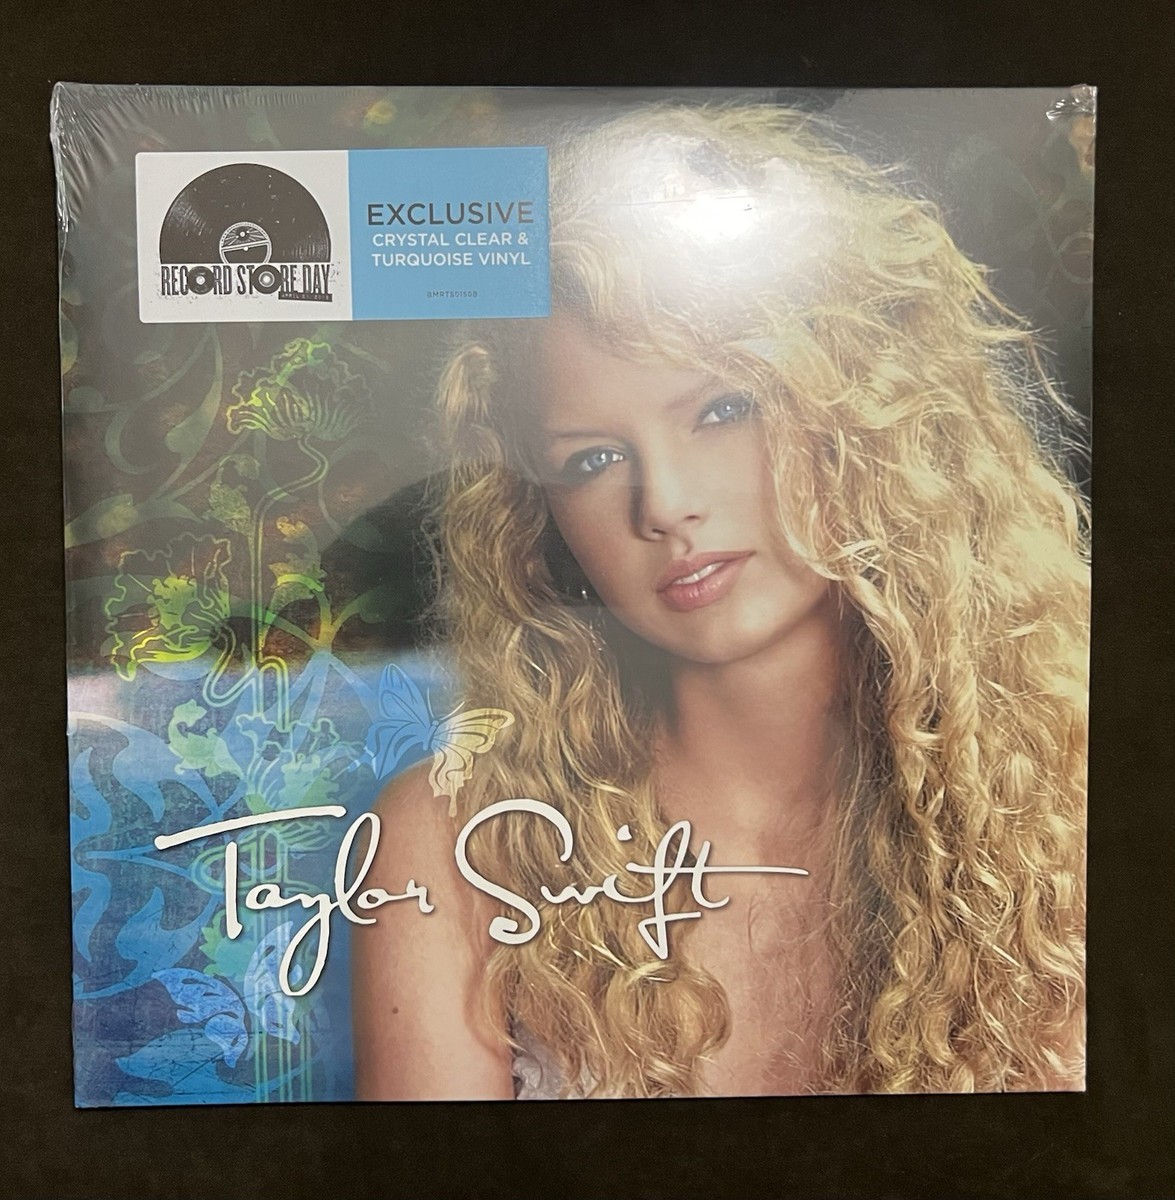 RECORD STORE DAY
EXCLUSIVE
CRYSTAL CLEAR &
TURQUOISE VINYL
Taylor Swift